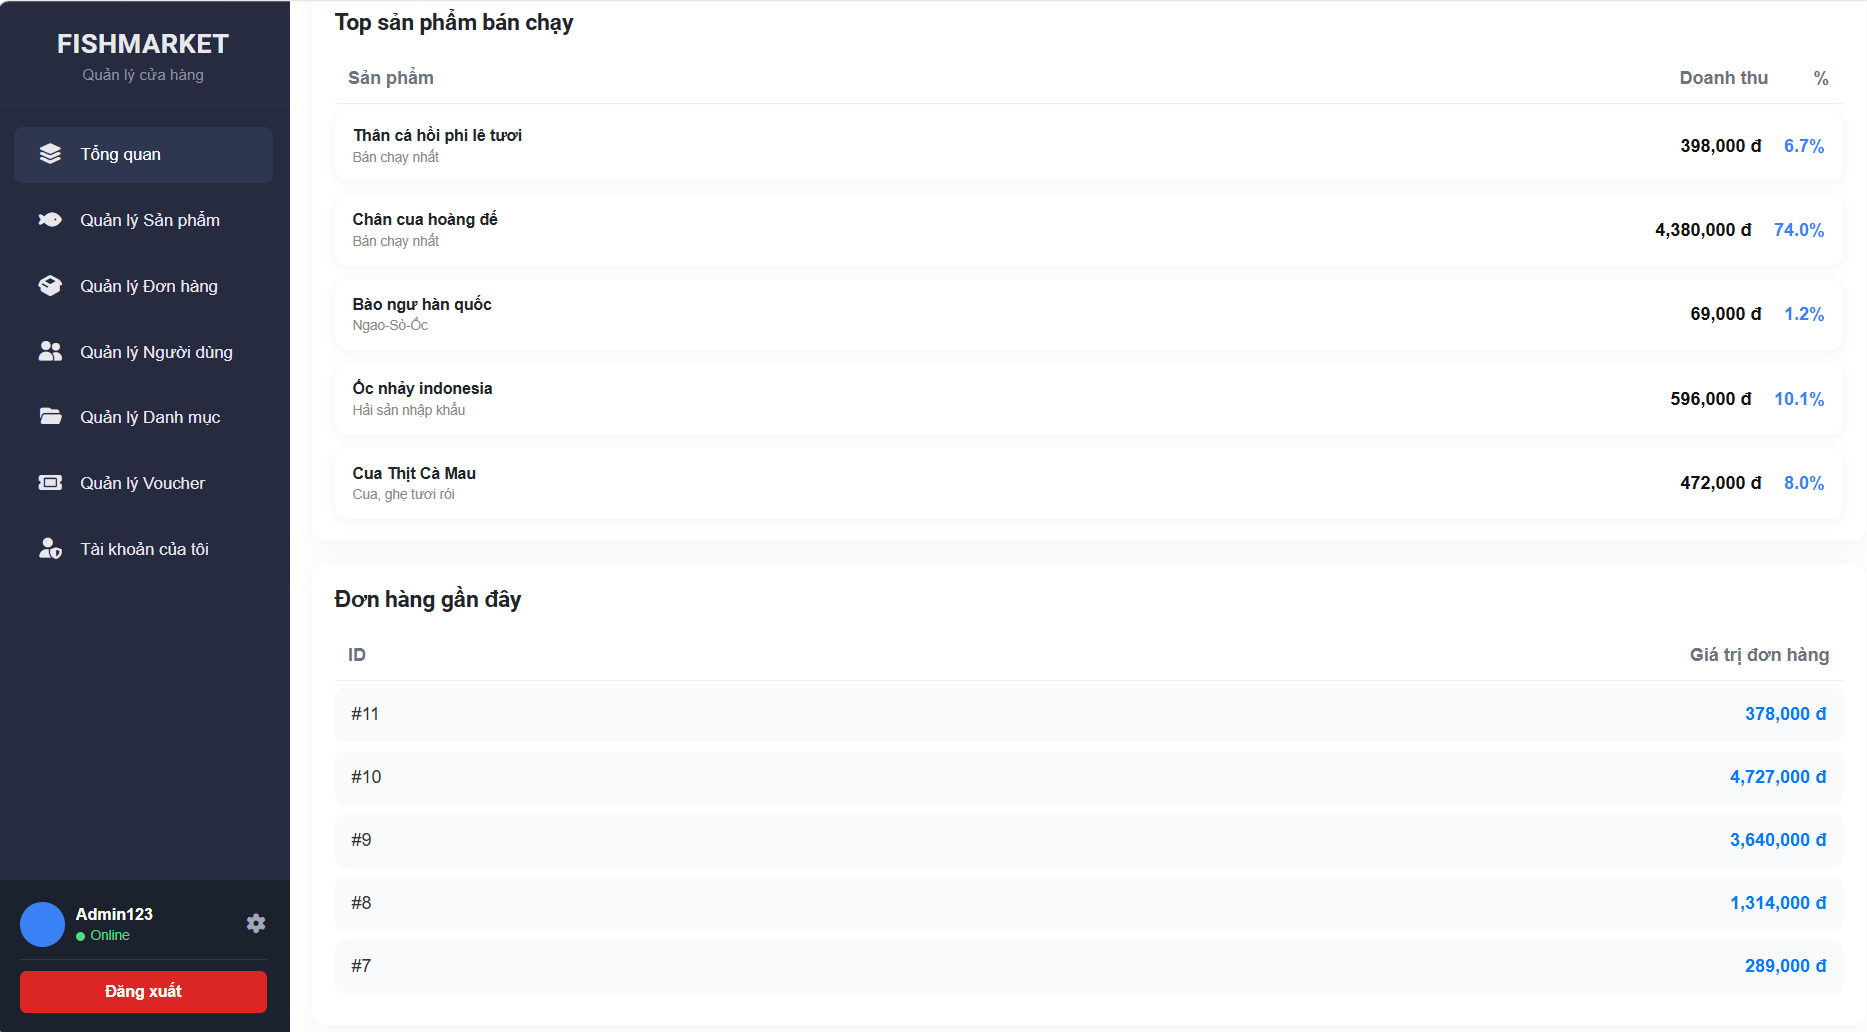 FISHMARKET
Quản lý cửa hàng
Tổng quan
Quản lý Sản phẩm
Quản lý Đơn hàng
Quản lý Người dùng
Quản lý Danh mục
Quản lý Voucher
Tài khoản của tôi
Admin123
Online
Đăng xuất
Top sản phẩm bán chạy
Sản phẩm Doanh thu %
Thân cá hồi phi lê tươi
Bán chạy nhất
398,000 đ 6.7%
Chân cua hoàng đế
Bán chạy nhất
4,380,000 đ 74.0%
Bào ngư hàn quốc
Ngao-Sò-Ốc
69,000 đ 1.2%
Ốc nhảy indonesia
Hải sản nhập khẩu
596,000 đ 10.1%
Cua Thịt Cà Mau
Cua, ghẹ tươi rói
472,000 đ 8.0%
Đơn hàng gần đây
ID Giá trị đơn hàng
#11 378,000 đ
#10 4,727,000 đ
#9 3,640,000 đ
#8 1,314,000 đ
#7 289,000 đ